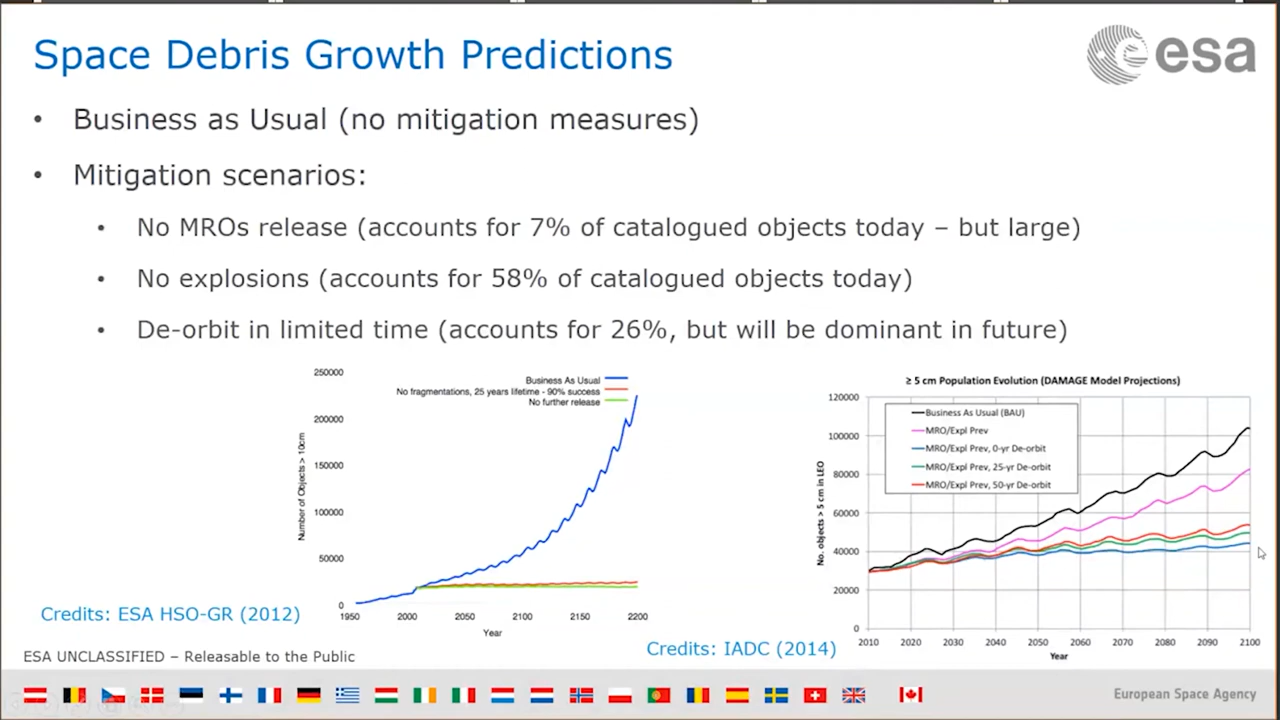 Space Debris Growth Predictions
esa
• Business as Usual (no mitigation measures)
• Mitigation scenarios:
• No MROs release (accounts for 7% of catalogued objects today – but large)
• No explosions (accounts for 58% of catalogued objects today)
• De-orbit in limited time (accounts for 26%, but will be dominant in future)
Business As Usual
No fragmentations, 25 years lifetime - 90% success
No further release
Number of Objects > 10cm
250000
200000
150000
100000
50000
0
1950 2000 2050 2100 2150 2200
Year
Credits: ESA HSO-GR (2012)
≥ 5 cm Population Evolution (DAMAGE Model Projections)
Business As Usual (BAU)
MRO/Expl Prev
MRO/Expl Prev, 0-yr De-orbit
MRO/Expl Prev, 25-yr De-orbit
MRO/Expl Prev, 50-yr De-orbit
No. objects > 5 cm in LEO
120000
100000
80000
60000
40000
20000
0
2010 2020 2030 2040 2050 2060 2070 2080 2090 2100
Year
Credits: IADC (2014)
ESA UNCLASSIFIED – Releasable to the Public
European Space Agency